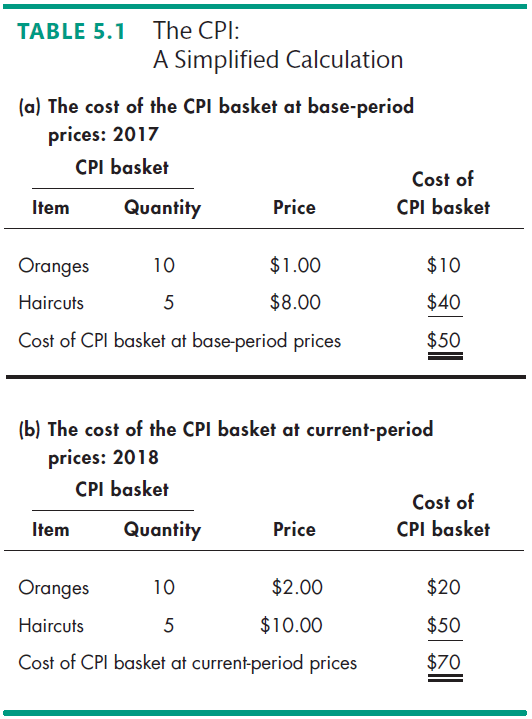 TABLE 5.1 The CPI:
A Simplified Calculation
(a) The cost of the CPI basket at base-period
prices: 2017
CPI basket
Cost of
Item Quantity Price CPI basket
Oranges 10 $1.00 $10
Haircuts 5 $8.00 $40
Cost of CPI basket at base-period prices $50
(b) The cost of the CPI basket at current-period
prices: 2018
CPI basket
Cost of
Item Quantity Price CPI basket
Oranges 10 $2.00 $20
Haircuts 5 $10.00 $50
Cost of CPI basket at current-period prices $70